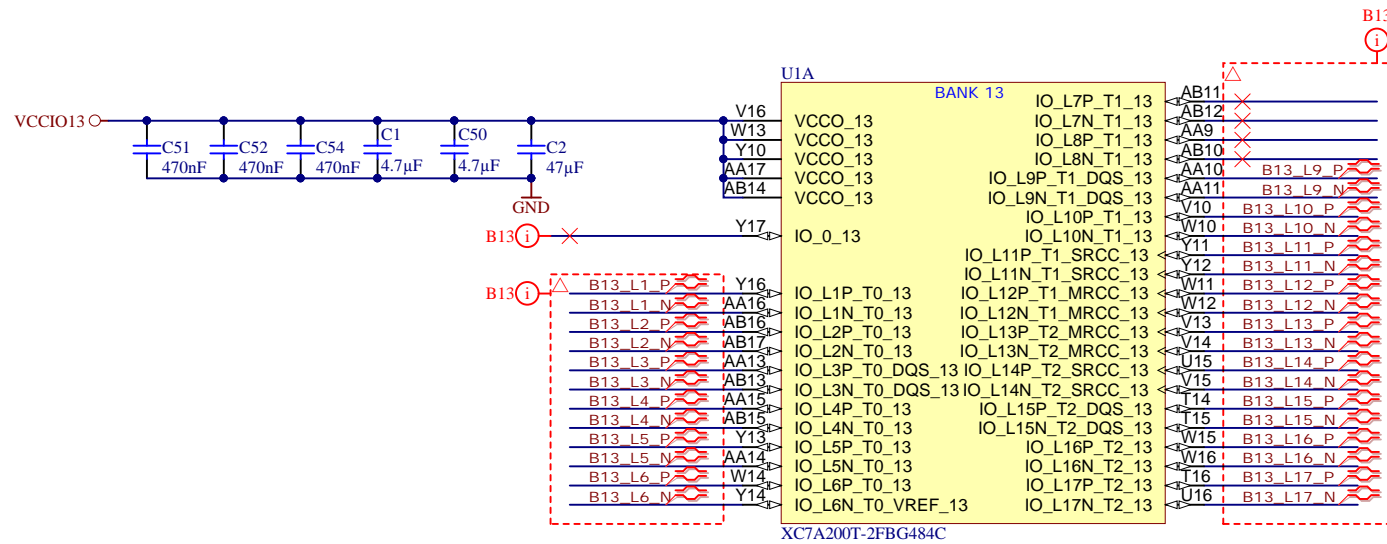 B13
i
U1A
BANK 13
VCCIO13
C51
470nF
C52
470nF
C54
470nF
C1
4.7µF
C50
4.7µF
C2
47µF
GND
V16 VCCO_13
W13 VCCO_13
Y10 VCCO_13
AA17 VCCO_13
AB14 VCCO_13
B13 i Y17 IO_0_13
B13 i
B13_L1_P Y16 IO_L1P_T0_13
B13_L1_N AA16 IO_L1N_T0_13
B13_L2_P AB16 IO_L2P_T0_13
B13_L2_N AB17 IO_L2N_T0_13
B13_L3_P AA13 IO_L3P_T0_DQS_13
B13_L3_N AB13 IO_L3N_T0_DQS_13
B13_L4_P AA15 IO_L4P_T0_13
B13_L4_N AB15 IO_L4N_T0_13
B13_L5_P Y13 IO_L5P_T0_13
B13_L5_N AA14 IO_L5N_T0_13
B13_L6_P W14 IO_L6P_T0_13
B13_L6_N Y14 IO_L6N_T0_VREF_13
IO_L7P_T1_13 AB11
IO_L7N_T1_13 AB12
IO_L8P_T1_13 AA9
IO_L8N_T1_13 AB10
IO_L9P_T1_DQS_13 AA10 B13_L9_P
IO_L9N_T1_DQS_13 AA11 B13_L9_N
IO_L10P_T1_13 V10 B13_L10_P
IO_L10N_T1_13 W10 B13_L10_N
IO_L11P_T1_SRCC_13 Y11 B13_L11_P
IO_L11N_T1_SRCC_13 Y12 B13_L11_N
IO_L12P_T1_MRCC_13 W11 B13_L12_P
IO_L12N_T1_MRCC_13 W12 B13_L12_N
IO_L13P_T2_MRCC_13 V13 B13_L13_P
IO_L13N_T2_MRCC_13 V14 B13_L13_N
IO_L14P_T2_SRCC_13 U15 B13_L14_P
IO_L14N_T2_SRCC_13 V15 B13_L14_N
IO_L15P_T2_DQS_13 T14 B13_L15_P
IO_L15N_T2_DQS_13 T15 B13_L15_N
IO_L16P_T2_13 W15 B13_L16_P
IO_L16N_T2_13 W16 B13_L16_N
IO_L17P_T2_13 T16 B13_L17_P
IO_L17N_T2_13 U16 B13_L17_N
XC7A200T-2FBG484C